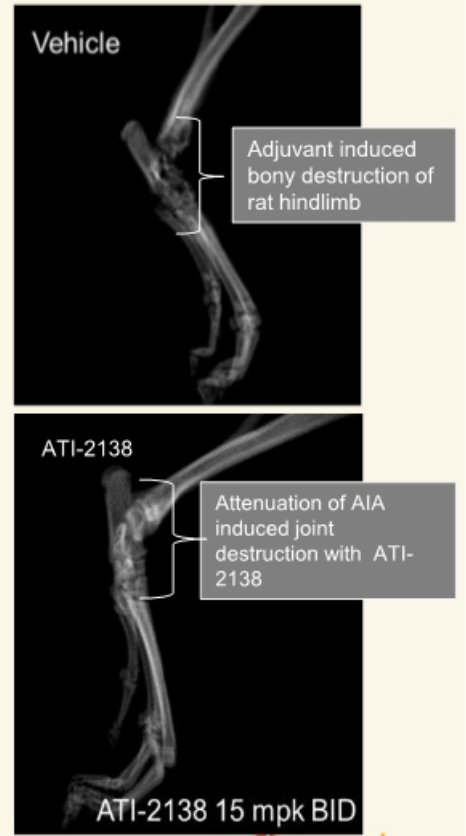 Vehicle
Adjuvant induced
bony destruction of
rat hindlimb
ATI-2138
Attenuation of AIA
induced joint
destruction with ATI-
2138
ATI-2138 15 mpk BID